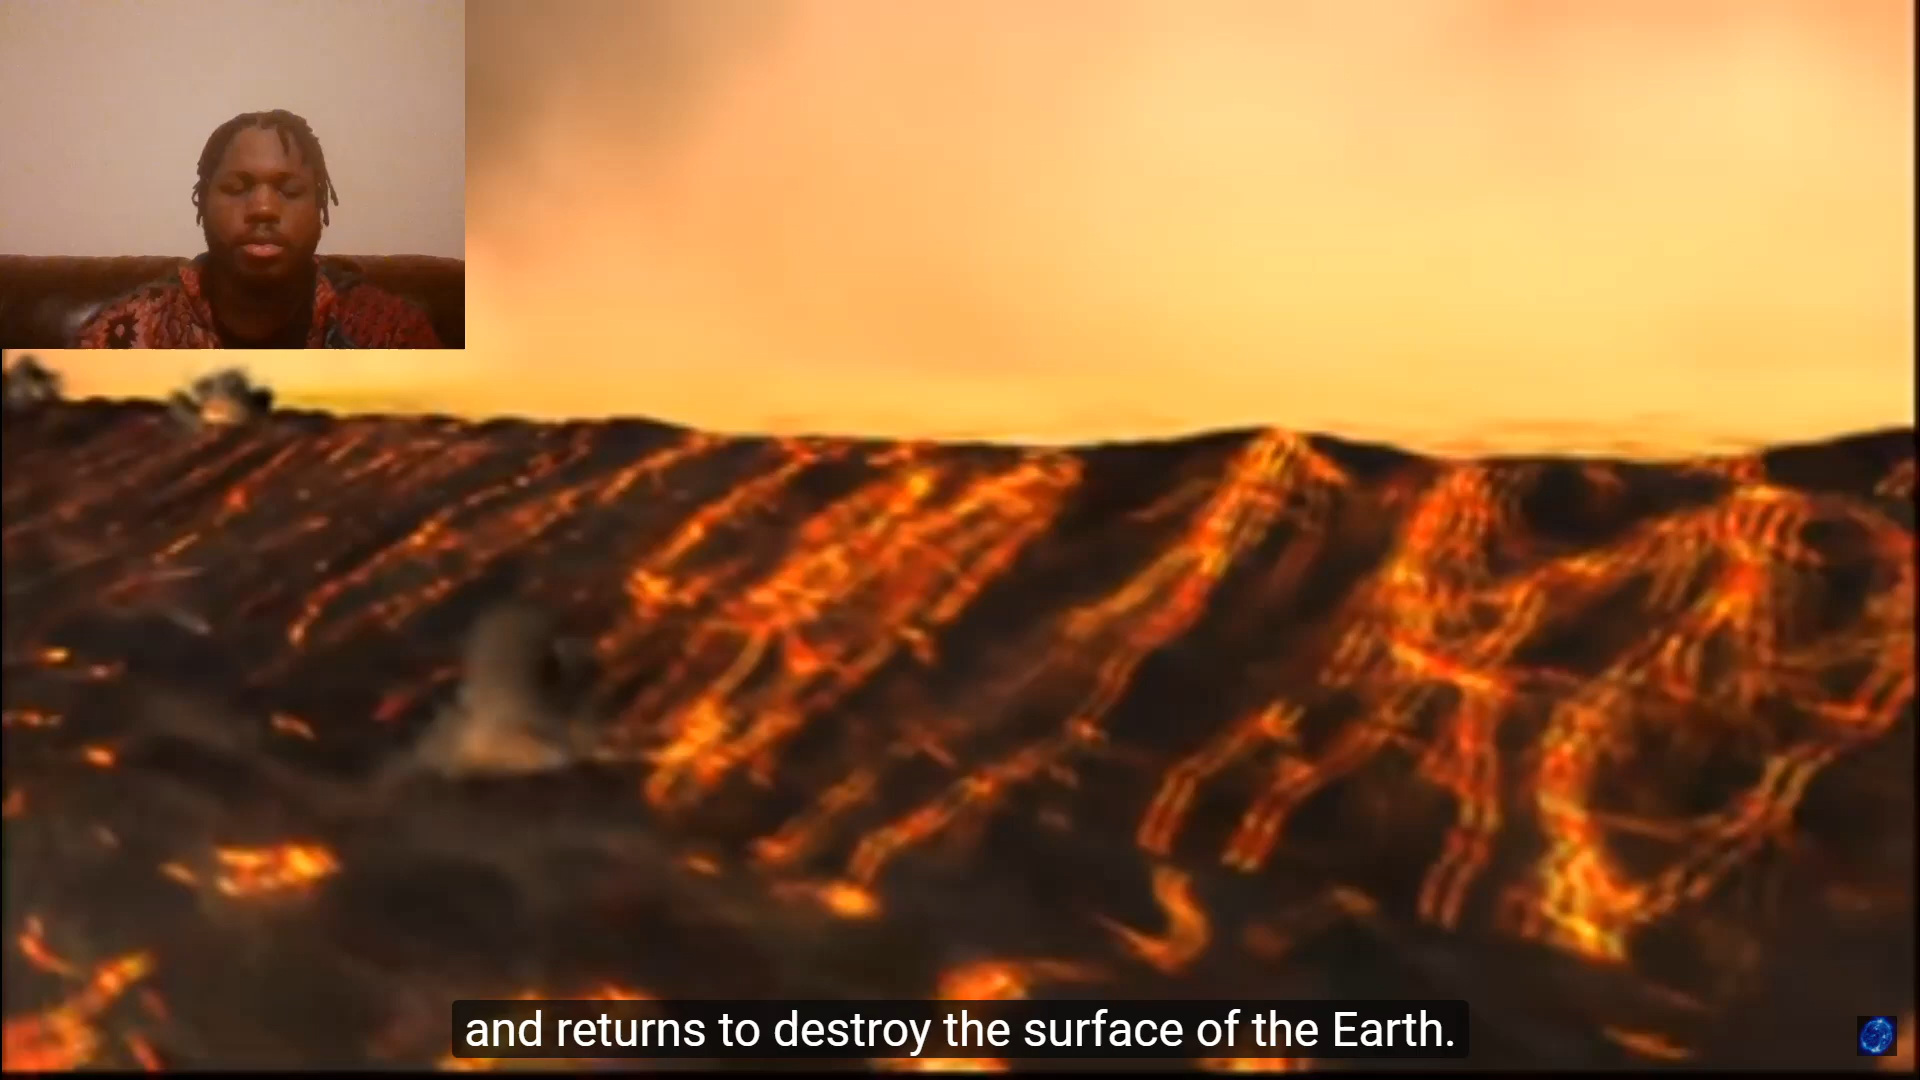 and returns to destroy the surface of the Earth.